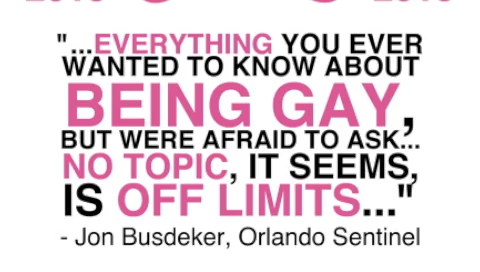 "...EVERYTHING YOU EVER
WANTED TO KNOW ABOUT
BEING GAY,
BUT WERE AFRAID TO ASK...
NO TOPIC, IT SEEMS,
IS OFF LIMITS..."
- Jon Busdeker, Orlando Sentinel